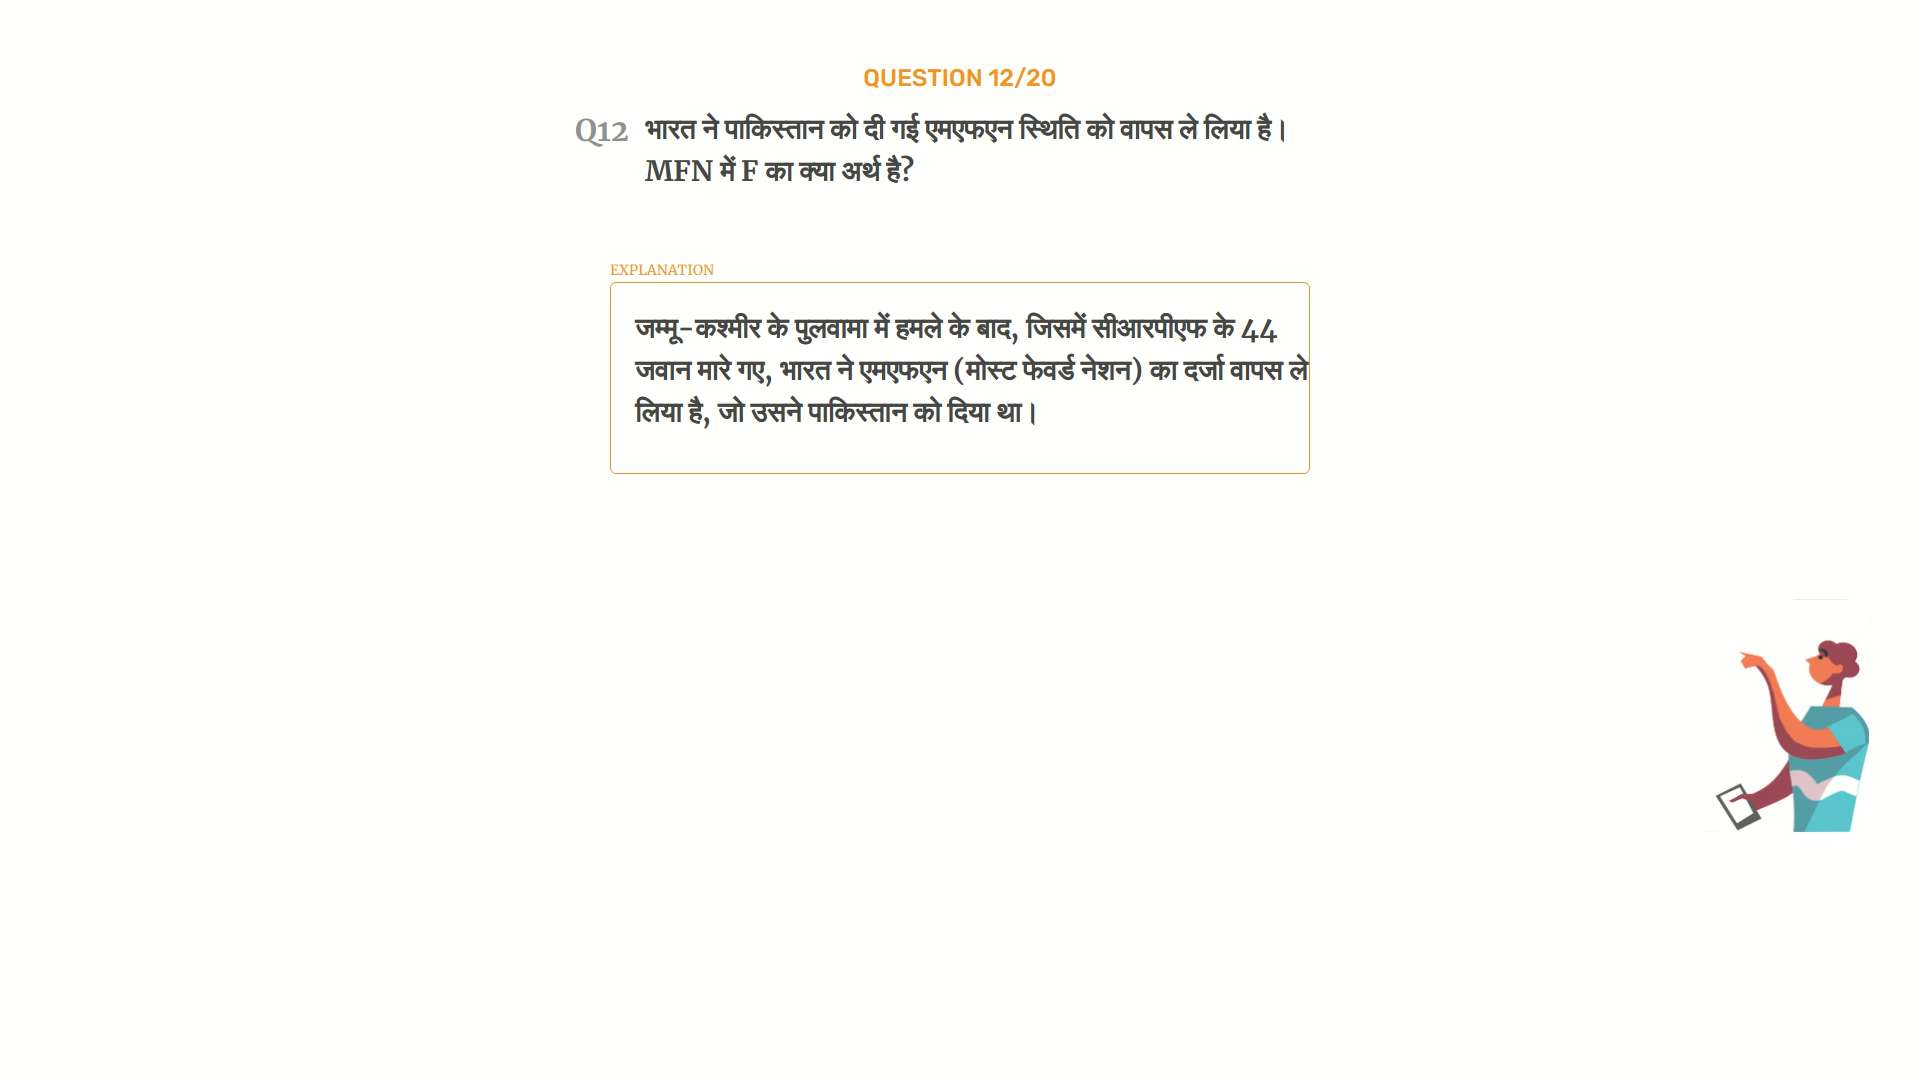 QUESTION 12/20
Q12 भारत ने पाकिस्तान को दी गई एमएफएन स्थिति को वापस ले लिया है।
MFN में F का क्या अर्थ है?
EXPLANATION
जम्मू-कश्मीर के पुलवामा में हमले के बाद, जिसमें सीआरपीएफ के 44
जवान मारे गए, भारत ने एमएफएन (मोस्ट फेवर्ड नेशन) का दर्जा वापस ले
लिया है, जो उसने पाकिस्तान को दिया था।